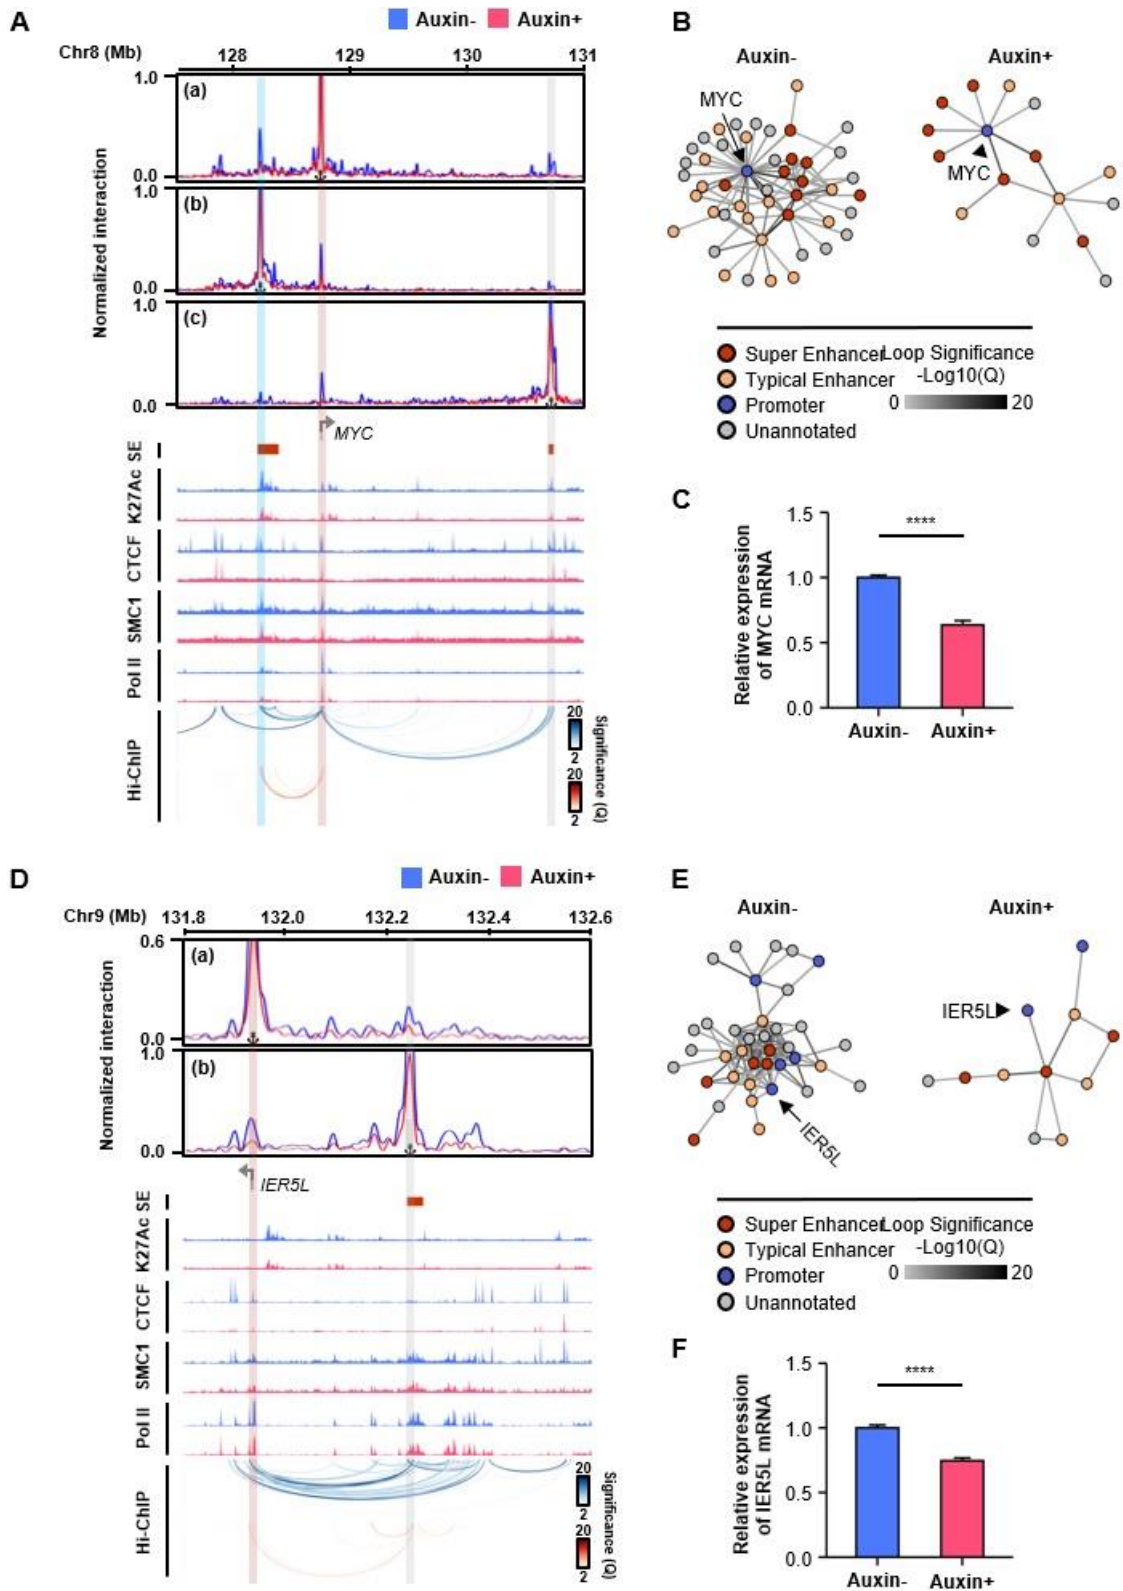 A
Auxin-
Auxin+
Chr8 (Mb)
128
129
130
131
Normalized interaction
1.0
(a)
0.0
1.0
(b)
0.0
1.0
(c)
0.0
MYC
SE
K27Ac
CTCF
SMC1
Pol II
Hi-ChIP
20
2
20
2
Significance (Q)
B
Auxin-
Auxin+
MYC
MYC
Super Enhancer
Typical Enhancer
Promoter
Unannotated
Loop Significance
-Log10(Q)
0
20
C
Relative expression
of MYC mRNA
1.5
1.0
0.5
0.0
****
Auxin-
Auxin+
D
Auxin-
Auxin+
Chr9 (Mb)
131.8
132.0
132.2
132.4
132.6
Normalized interaction
0.6
(a)
0.0
1.0
(b)
0.0
IER5L
SE
K27Ac
CTCF
SMC1
Pol II
Hi-ChIP
20
2
20
2
Significance (Q)
E
Auxin-
Auxin+
IER5L
IER5L
Super Enhancer
Typical Enhancer
Promoter
Unannotated
Loop Significance
-Log10(Q)
0
20
F
Relative expression
of IER5L mRNA
1.5
1.0
0.5
0.0
****
Auxin-
Auxin+